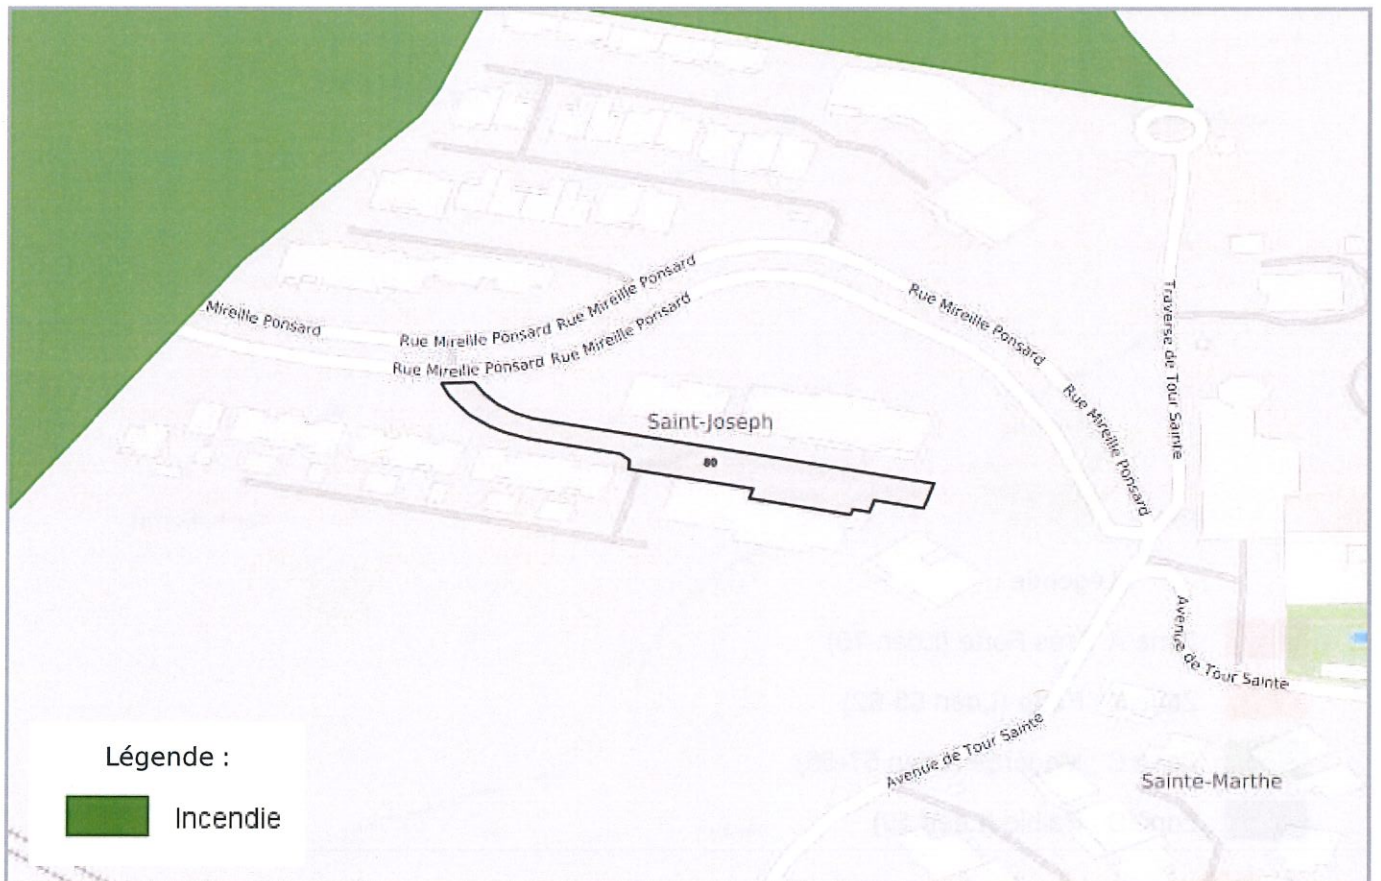 Mireille Ponsard
Rue Mireille Ponsard
Rue Mireille Ponsard
Rue Mireille Ponsard
Rue Mireille Ponsard
Rue Mireille Ponsard
Rue Mireille Ponsard
Traverse de Tour Sainte
Saint-Joseph
80
Avenue de Tour Sainte
Avenue de Tour Sainte
Sainte-Marthe
Légende :
Incendie